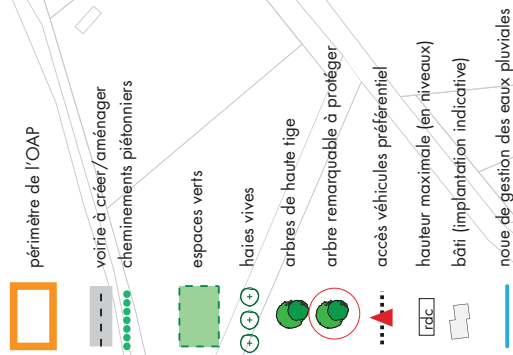 périmètre de l'OAP
voirie à créer/aménager
cheminements piétonniers
espaces verts
haies vives
arbres de haute tige
arbre remarquable à protéger
accès véhicules préférentiel
rdc hauteur maximale (en niveaux)
bâti (implantation indicative)
noue de gestion des eaux pluviales